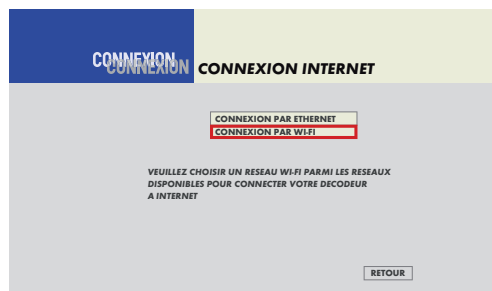 CONNEXION
CONNEXION
CONNEXION INTERNET
CONNEXION PAR ETHERNET
CONNEXION PAR WI-FI
VEUILLEZ CHOISIR UN RESEAU WI-FI PARMI LES RESEAUX
DISPONIBLES POUR CONNECTER VOTRE DECODEUR
A INTERNET
RETOUR